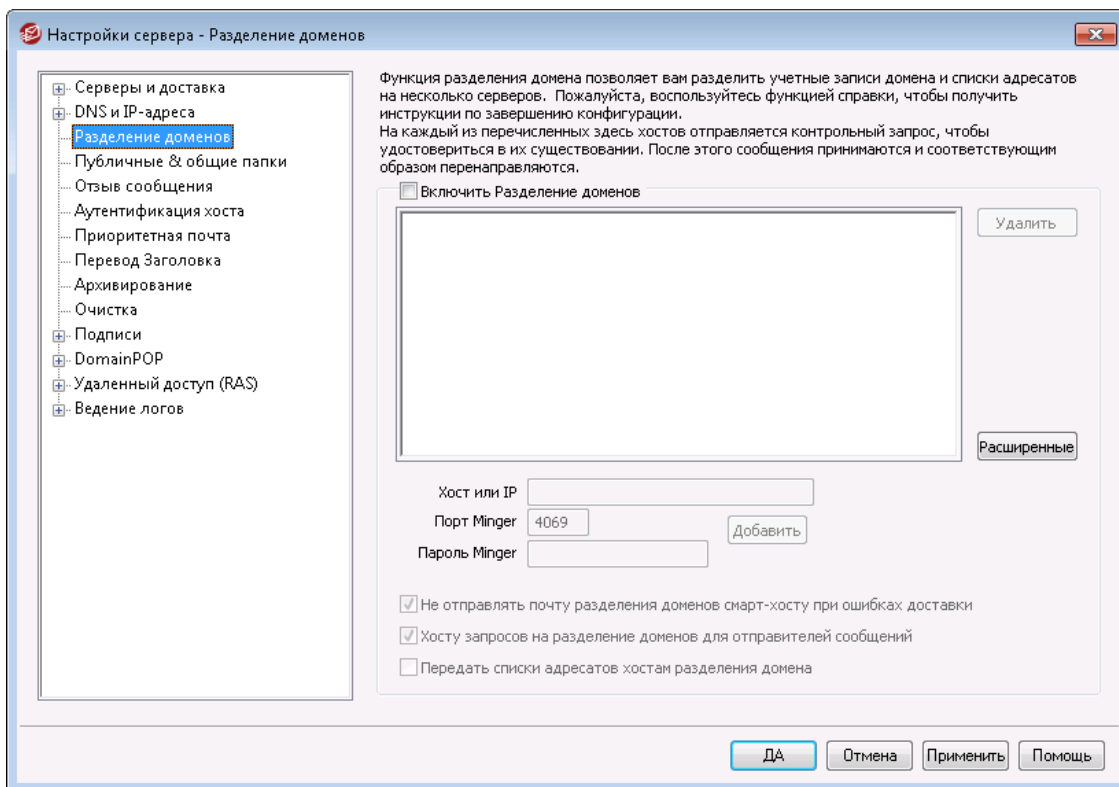 Настройки сервера - Разделение доменов
Серверы и доставка
DNS и IP-адреса
Разделение доменов
Публичные & общие папки
Отзыв сообщения
Аутентификация хоста
Приоритетная почта
Перевод Заголовка
Архивирование
Очистка
Подписи
DomainPOP
Удаленный доступ (RAS)
Ведение логов
Функция разделения домена позволяет вам разделить учетные записи домена и списки адресатов
на несколько серверов. Пожалуйста, воспользуйтесь функцией справки, чтобы получить
инструкции по завершению конфигурации.
На каждый из перечисленных здесь хостов отправляется контрольный запрос, чтобы
удостовериться в их существовании. После этого сообщения принимаются и соответствующим
образом перенаправляются.
Включить Разделение доменов
Удалить
Расширенные
Хост или IP
Порт Minger 4069
Добавить
Пароль Minger
Не отправлять почту разделения доменов смарт-хосту при ошибках доставки
Хосту запросов на разделение доменов для отправителей сообщений
Передать списки адресатов хостам разделения домена
ДА Отмена Применить Помощь